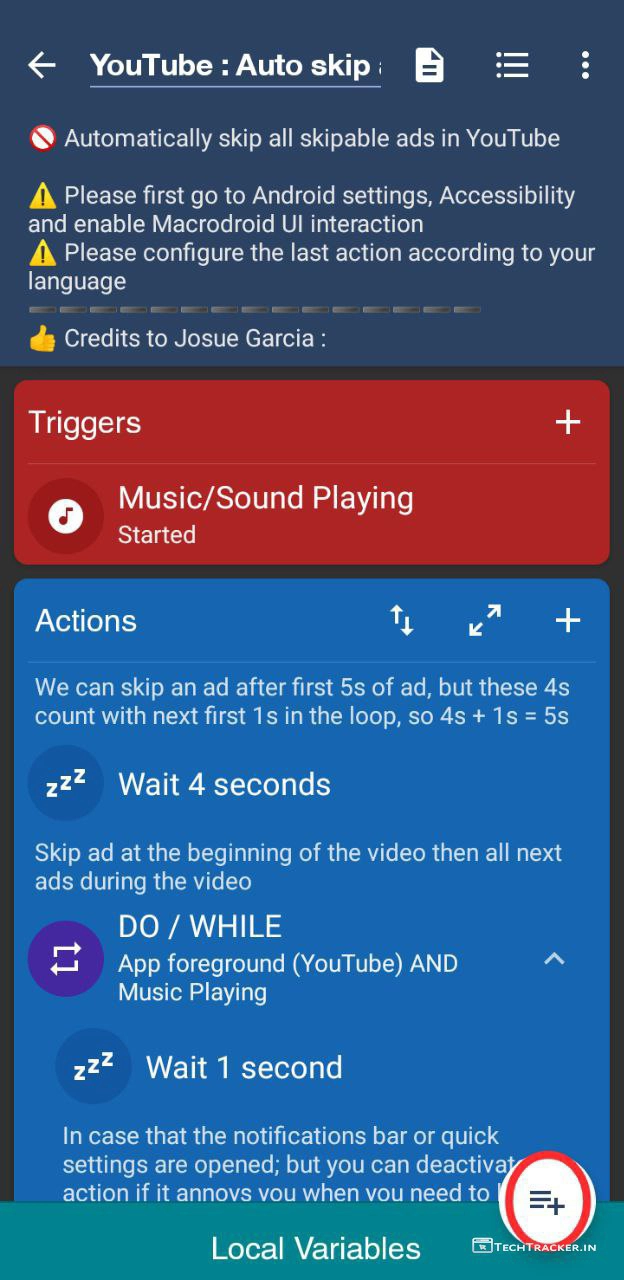 YouTube : Auto skip
🚫 Automatically skip all skipable ads in YouTube
⚠️ Please first go to Android settings, Accessibility
and enable Macrodroid UI interaction
⚠️ Please configure the last action according to your
language
👍 Credits to Josue Garcia :
Triggers
Music/Sound Playing
Started
Actions
We can skip an ad after first 5s of ad, but these 4s
count with next first 1s in the loop, so 4s + 1s = 5s
zzz Wait 4 seconds
Skip ad at the beginning of the video then all next
ads during the video
DO / WHILE
App foreground (YouTube) AND
Music Playing
zzz Wait 1 second
In case that the notifications bar or quick
settings are opened; but you can
action if it annoys you when you need to
Local Variables
TECHTRACKER.IN